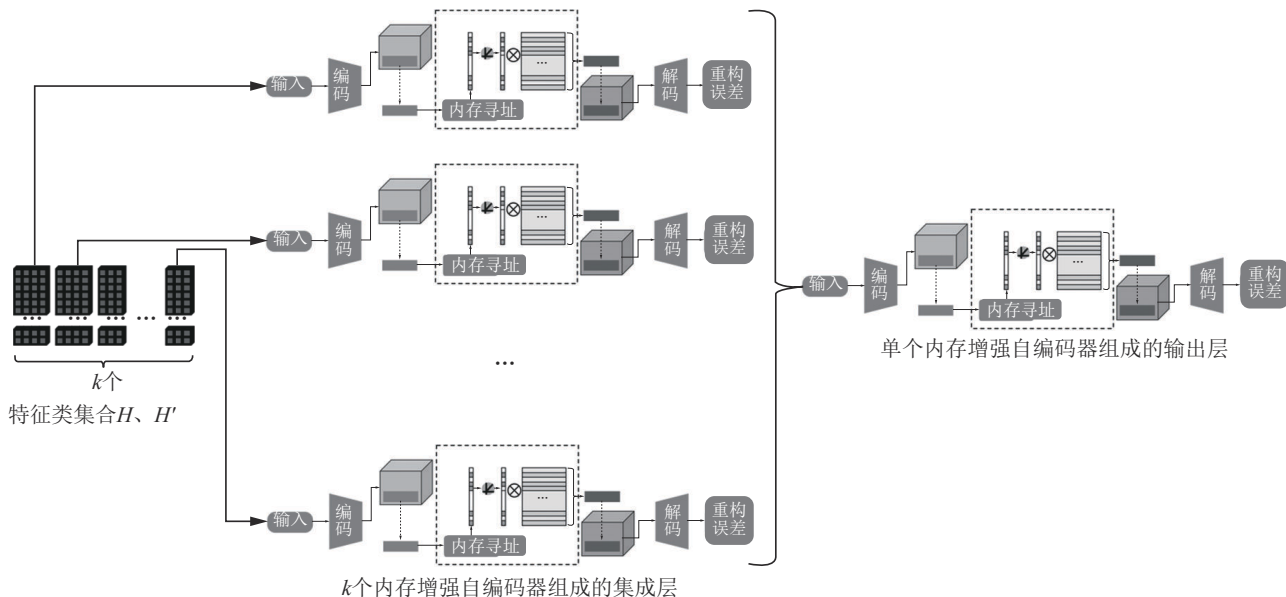 输入
编码
内存寻址
...
解码
重构误差
输入
编码
内存寻址
...
解码
重构误差
输入
编码
内存寻址
...
解码
重构误差
...
... ... ... ...
...
k个
特征类集合H、H′
单个内存增强自编码器组成的输出层
输入
编码
内存寻址
...
解码
重构误差
k个内存增强自编码器组成的集成层